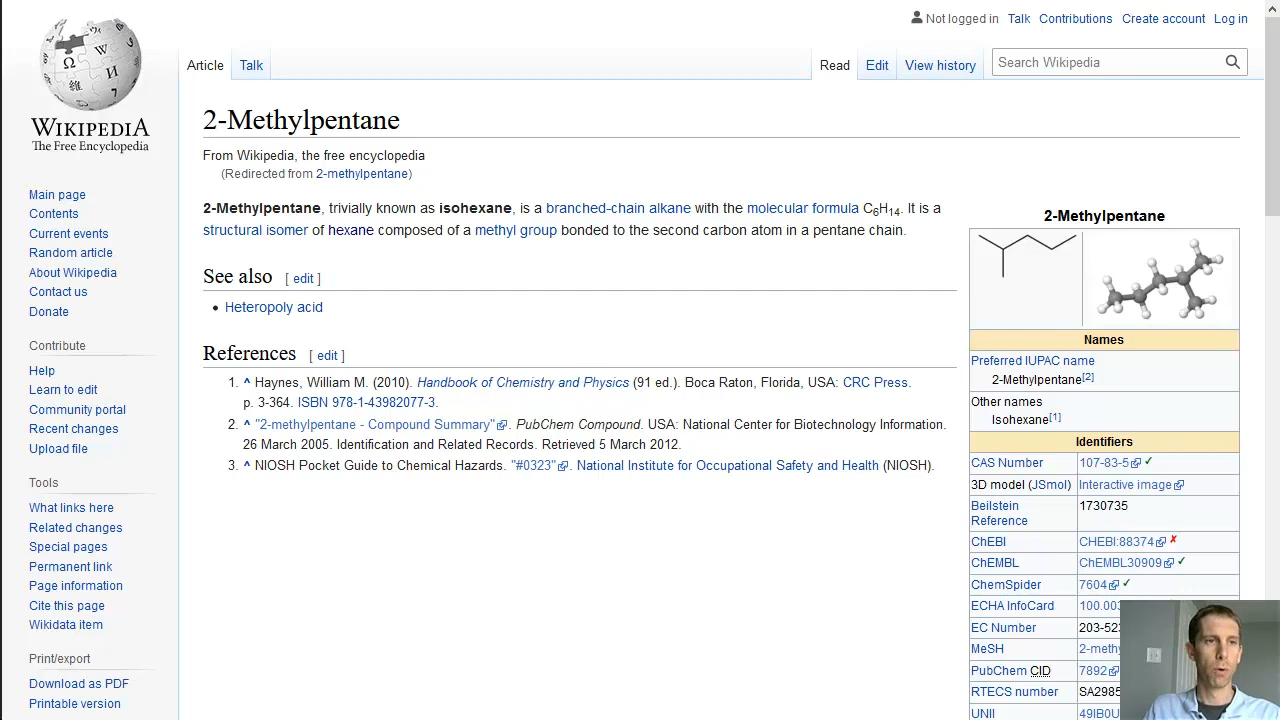 Not logged in Talk Contributions Create account Log in
Article Talk Read Edit View history Search Wikipedia
WIKIPEDIA
The Free Encyclopedia
Main page
Contents
Current events
Random article
About Wikipedia
Contact us
Donate
Contribute
Help
Learn to edit
Community portal
Recent changes
Upload file
Tools
What links here
Related changes
Special pages
Permanent link
Page information
Cite this page
Wikidata item
Print/export
Download as PDF
Printable version
2-Methylpentane
From Wikipedia, the free encyclopedia
(Redirected from 2-methylpentane)
2-Methylpentane, trivially known as isohexane, is a branched-chain alkane with the molecular formula C6H14. It is a
structural isomer of hexane composed of a methyl group bonded to the second carbon atom in a pentane chain.
See also [ edit ]
• Heteropoly acid
References [ edit ]
1. ^ Haynes, William M. (2010). Handbook of Chemistry and Physics (91 ed.). Boca Raton, Florida, USA: CRC Press.
p. 3-364. ISBN 978-1-43982077-3.
2. ^ "2-methylpentane - Compound Summary". PubChem Compound. USA: National Center for Biotechnology Information.
26 March 2005. Identification and Related Records. Retrieved 5 March 2012.
3. ^ NIOSH Pocket Guide to Chemical Hazards. "#0323". National Institute for Occupational Safety and Health (NIOSH).
2-Methylpentane
Names
Preferred IUPAC name
2-Methylpentane[2]
Other names
Isohexane[1]
Identifiers
CAS Number 107-83-5 ✓
3D model (JSmol) Interactive image
Beilstein Reference 1730735
ChEBI CHEBI:88374 ✗
ChEMBL ChEMBL30909 ✓
ChemSpider 7604 ✓
ECHA InfoCard 100.003
EC Number 203-523
MeSH 2-methy
PubChem CID 7892
RTECS number SA2985
UNII 49IB0U